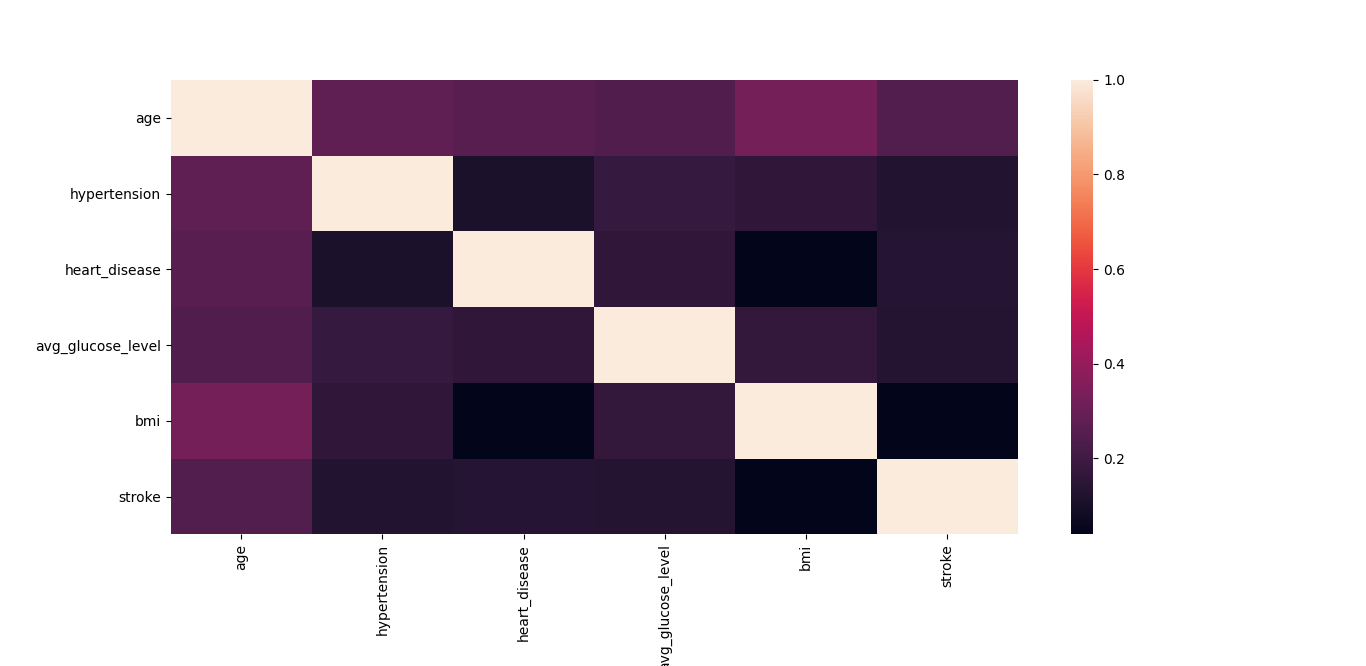 age
hypertension
heart_disease
avg_glucose_level
bmi
stroke
age
hypertension
heart_disease
avg_glucose_level
bmi
stroke
1.0
0.8
0.6
0.4
0.2